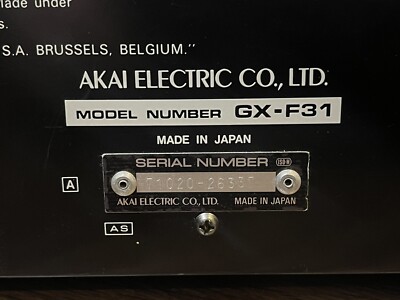 made under
s.
S.A. BRUSSELS, BELGIUM."
AKAI ELECTRIC CO., LTD.
MODEL NUMBER GX-F31
MADE IN JAPAN
SERIAL NUMBER
AKAI ELECTRIC CO., LTD. MADE IN JAPAN
A
AS